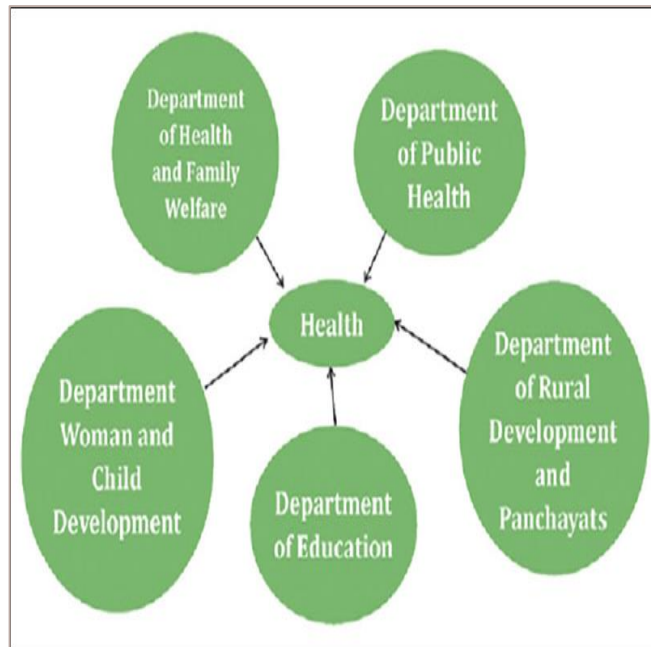 Department
of Health
and Family
Welfare
Department
of Public
Health
Health
Department
Woman and
Child
Development
Department
of Education
Department
of Rural
Development
and
Panchayats